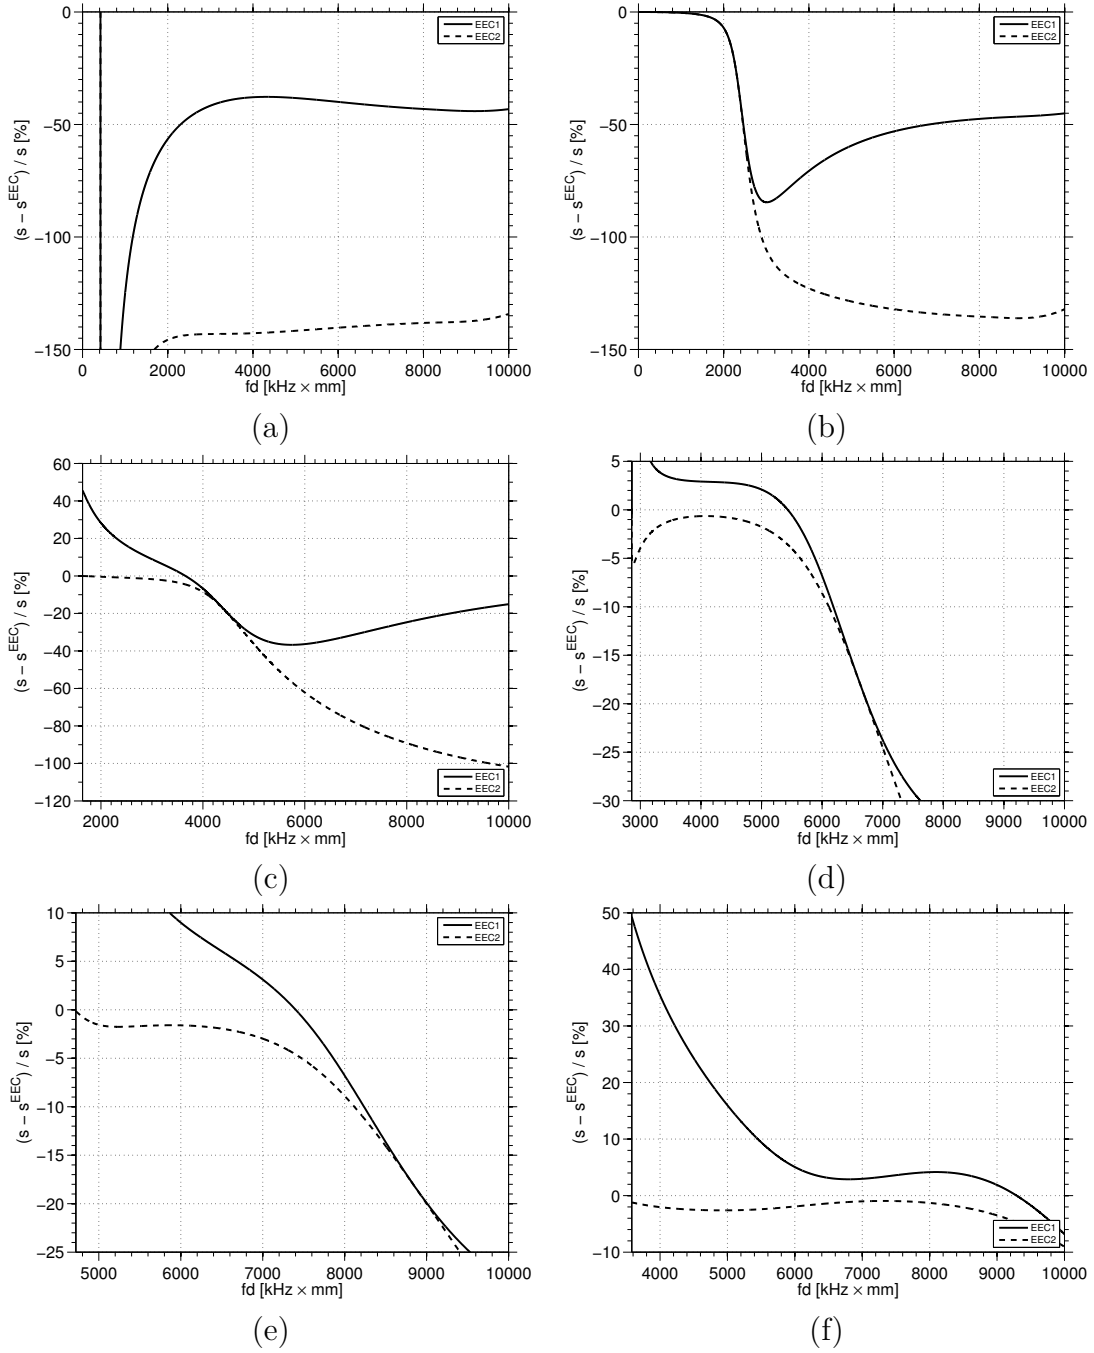 0
−50
−100
−150
(s − s^EEC) / s [%]
EEC1
EEC2
0 2000 4000 6000 8000 10000
fd [kHz × mm]
(a)
0
−50
−100
−150
(s − s^EEC) / s [%]
EEC1
EEC2
0 2000 4000 6000 8000 10000
fd [kHz × mm]
(b)
60
40
20
0
−20
−40
−60
−80
−100
−120
(s − s^EEC) / s [%]
EEC1
EEC2
2000 4000 6000 8000 10000
fd [kHz × mm]
(c)
5
0
−5
−10
−15
−20
−25
−30
(s − s^EEC) / s [%]
EEC1
EEC2
3000 4000 5000 6000 7000 8000 9000 10000
fd [kHz × mm]
(d)
10
5
0
−5
−10
−15
−20
−25
(s − s^EEC) / s [%]
EEC1
EEC2
5000 6000 7000 8000 9000 10000
fd [kHz × mm]
(e)
50
40
30
20
10
0
−10
(s − s^EEC) / s [%]
EEC1
EEC2
4000 5000 6000 7000 8000 9000 10000
fd [kHz × mm]
(f)